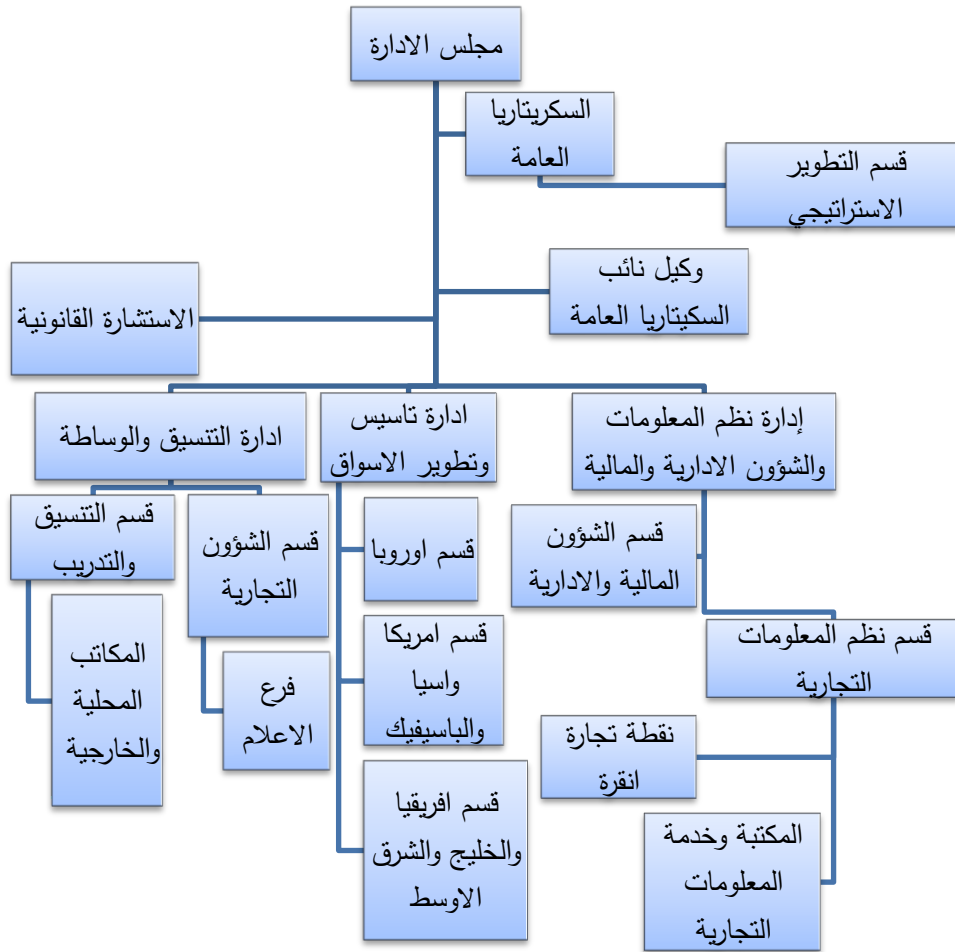 مجلس الادارة
السكريتاريا
العامة
قسم التطوير
الاستراتيجي
وكيل نائب
السكيتاريا العامة
الاستشارة القانونية
إدارة نظم المعلومات
والشؤون الادارية والمالية
ادارة تاسيس
وتطوير الاسواق
ادارة التنسيق والوساطة
قسم الشؤون
المالية والادارية
قسم نظم المعلومات
التجارية
نقطة تجارة
انقرة
المكتبة وخدمة
المعلومات
التجارية
قسم اوروبا
قسم امريكا
واسيا
والباسيفيك
قسم افريقيا
والخليج والشرق
الاوسط
قسم الشؤون
التجارية
فرع
الاعلام
قسم التنسيق
والتدريب
المكاتب
المحلية
والخارجية